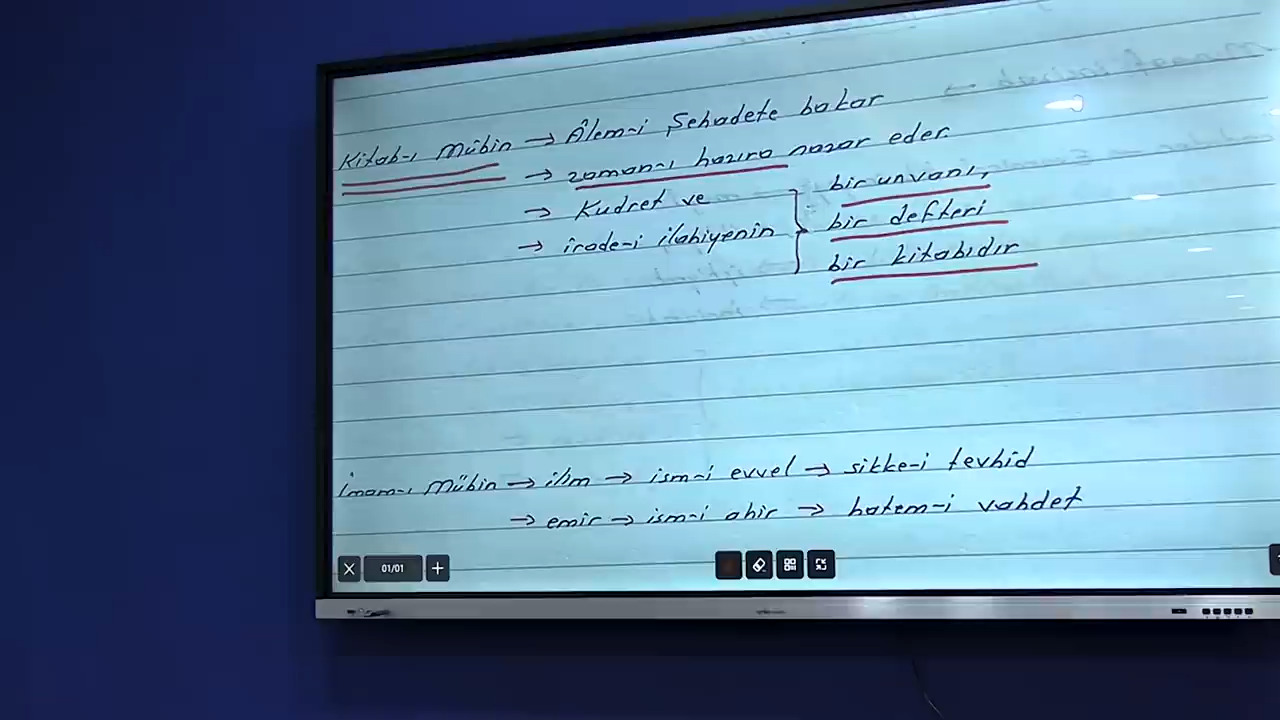 Kitab-ı Mübin → Âlem-i Şehadete bakar
→ zaman-ı hazıra nazar eder
→ Kudret ve
→ irade-i ilahiyenin
bir unvanı,
bir defteri
bir kitabıdır
İmam-ı Mübin → ilim → ism-i evvel → sikke-i tevhid
→ emir → ism-i ahir → hatem-i vahdet
01/01